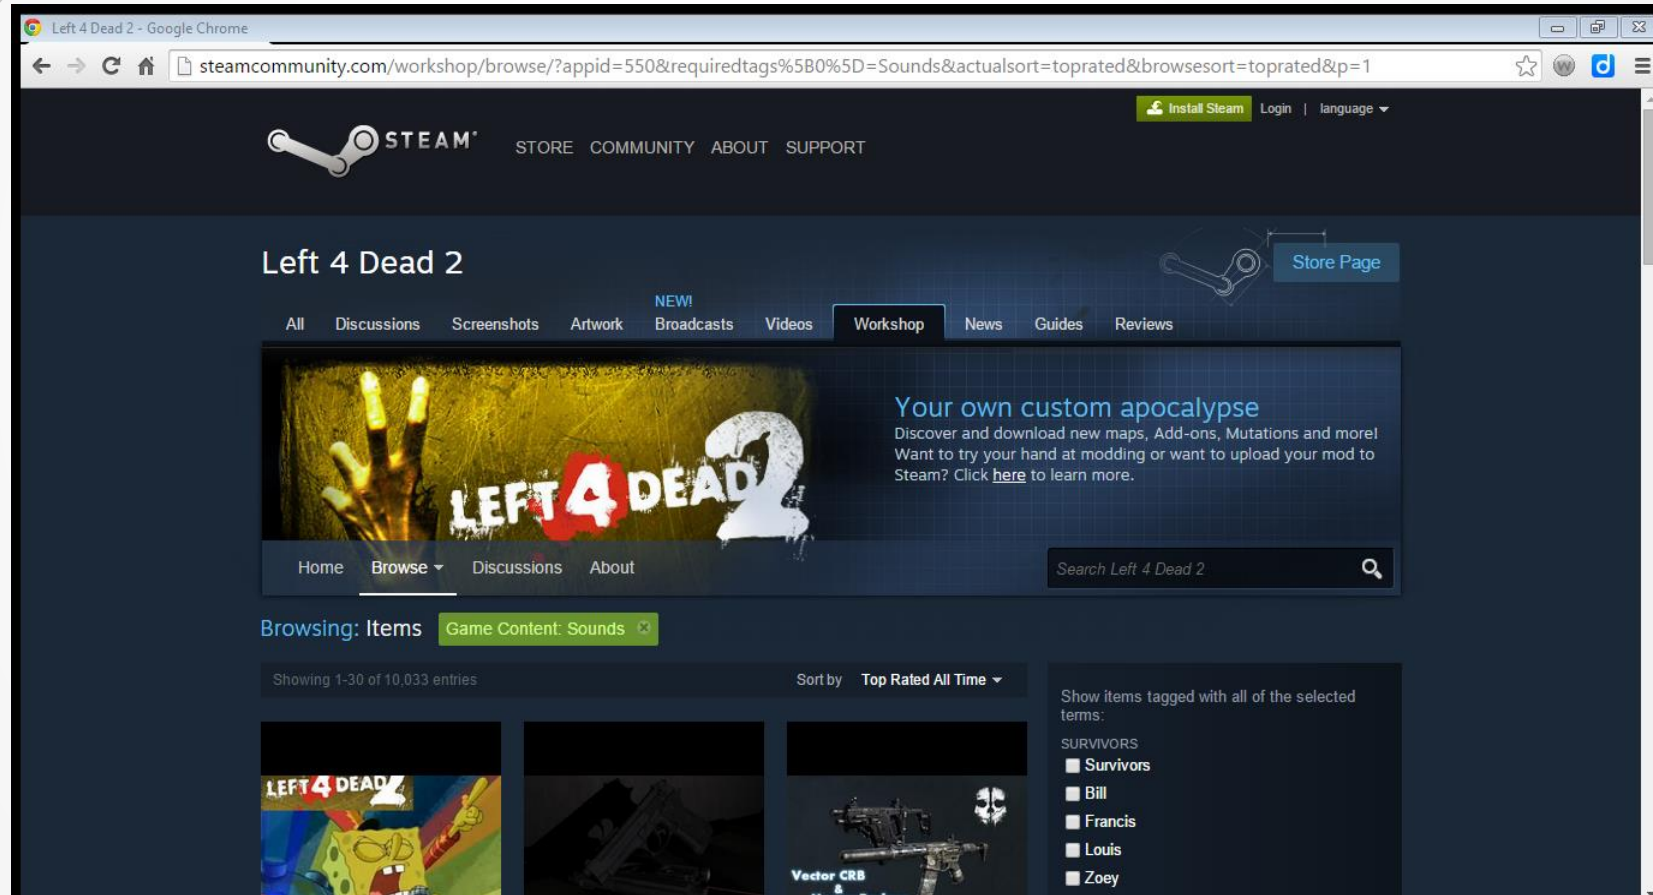 Left 4 Dead 2 - Google Chrome
steamcommunity.com/workshop/browse/?appid=550&requiredtags%5B0%5D=Sounds&actualsort=toprated&browsesort=toprated&p=1
Install Steam Login | language
STEAM
STORE COMMUNITY ABOUT SUPPORT
Left 4 Dead 2
Store Page
NEW!
All Discussions Screenshots Artwork Broadcasts Videos Workshop News Guides Reviews
LEFT 4 DEAD 2
Your own custom apocalypse
Discover and download new maps, Add-ons, Mutations and more!
Want to try your hand at modding or want to upload your mod to
Steam? Click here to learn more.
Home Browse Discussions About
Search Left 4 Dead 2
Browsing: Items Game Content: Sounds
Showing 1-30 of 10,033 entries
Sort by Top Rated All Time
LEFT 4 DEAD 2
Vector CRB
&
Show items tagged with all of the selected
terms:
SURVIVORS
Survivors
Bill
Francis
Louis
Zoey